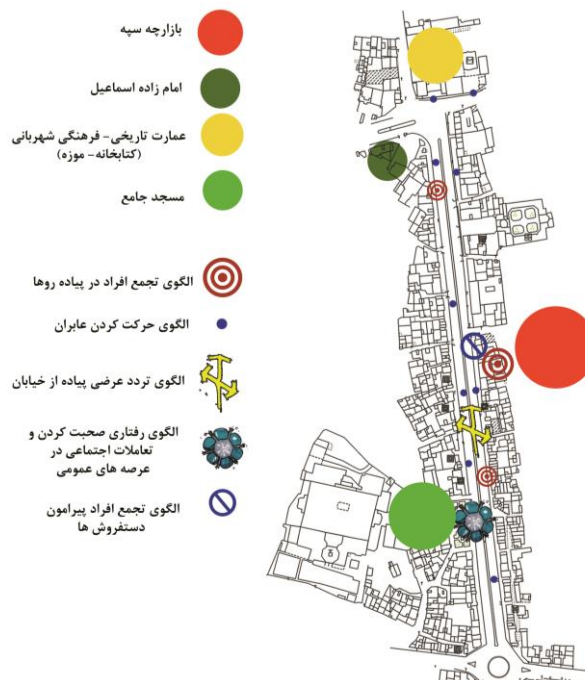 بازارچه سپه
امام زاده اسماعیل
عمارت تاریخی- فرهنگی شهربانی
(کتابخانه- موزه)
مسجد جامع
الگوی تجمع افراد در پیاده روها
الگوی حرکت کردن عابران
الگوی تردد عرضی پیاده از خیابان
الگوی رفتاری صحبت کردن و
تعاملات اجتماعی در
عرصه های عمومی
الگوی تجمع افراد پیرامون
دستفروش ها